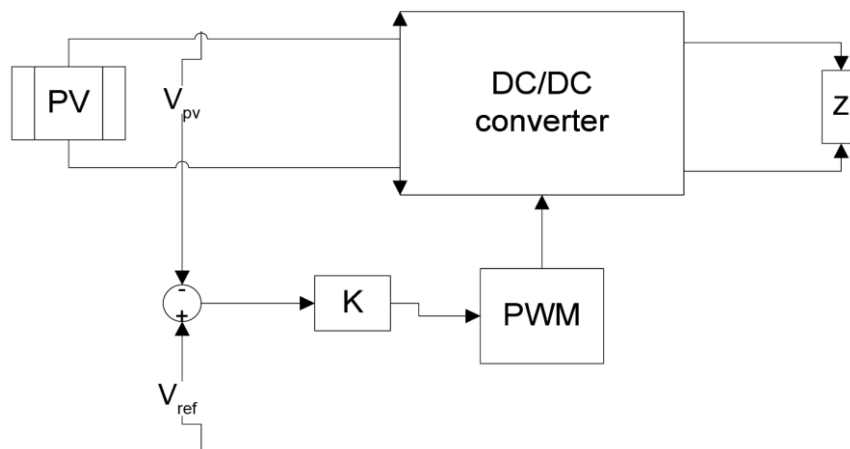 PV
V_pv
DC/DC
converter
Z
-
+
K
PWM
V_ref